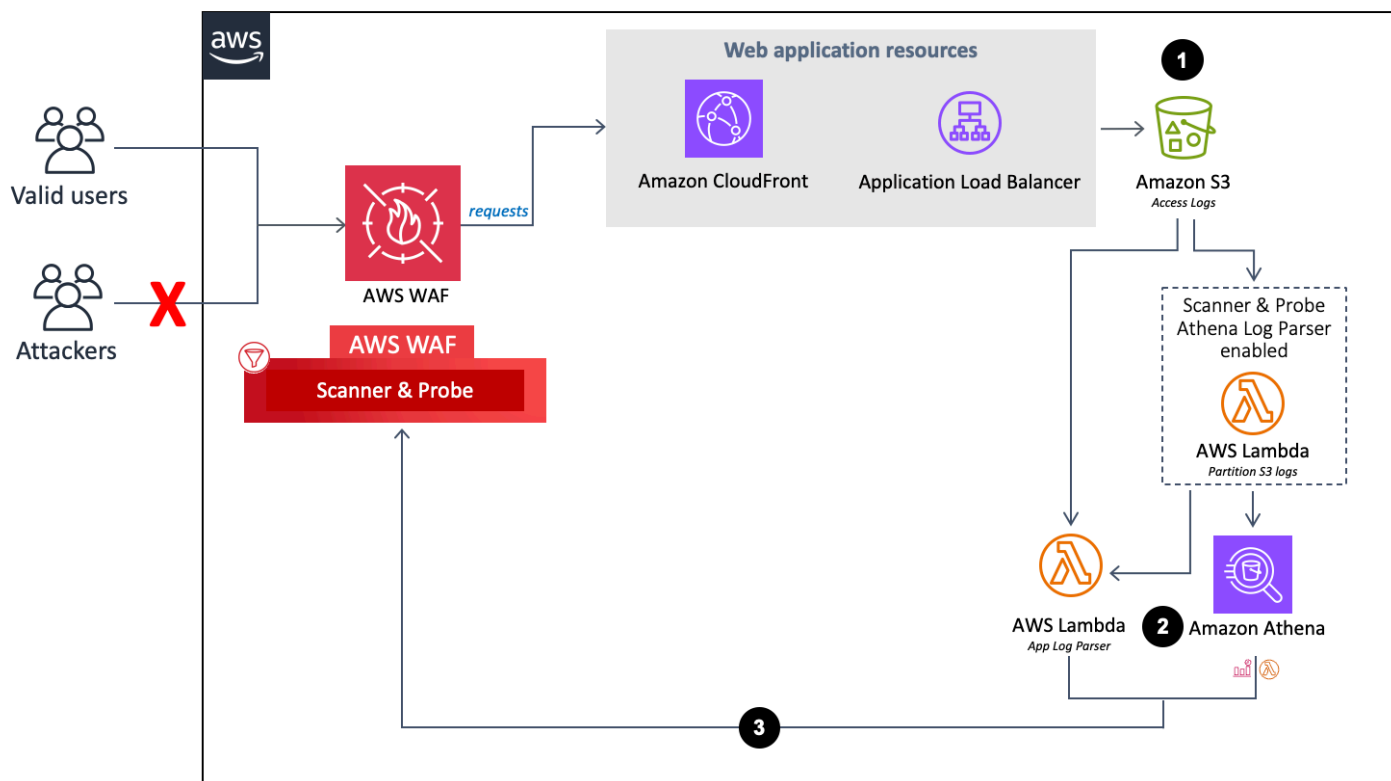 aws
Web application resources
1
Valid users
requests
Amazon CloudFront
Application Load Balancer
Amazon S3
Access Logs
AWS WAF
X
Attackers
AWS WAF
Scanner & Probe
Scanner & Probe
Athena Log Parser
enabled
AWS Lambda
Partition S3 logs
AWS Lambda
App Log Parser
2
Amazon Athena
3